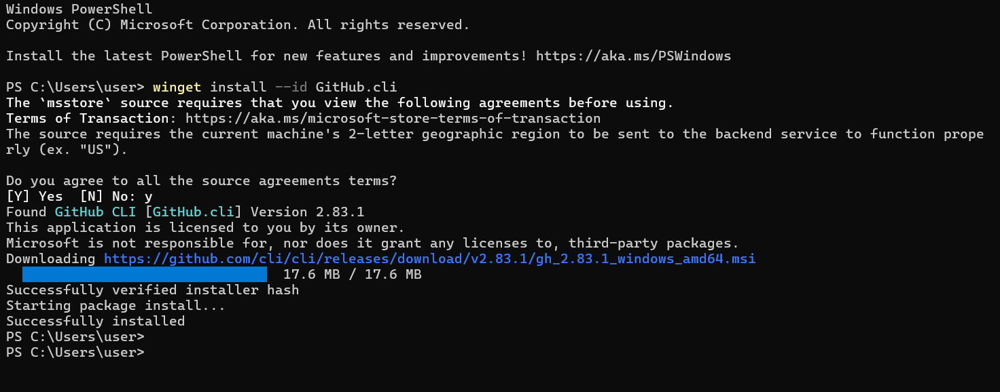 Windows PowerShell
Copyright (C) Microsoft Corporation. All rights reserved.
Install the latest PowerShell for new features and improvements! https://aka.ms/PSWindows
PS C:\Users\user> winget install --id GitHub.cli
The `msstore` source requires that you view the following agreements before using.
Terms of Transaction: https://aka.ms/microsoft-store-terms-of-transaction
The source requires the current machine's 2-letter geographic region to be sent to the backend service to function prope
rly (ex. "US").
Do you agree to all the source agreements terms?
[Y] Yes  [N] No: y
Found GitHub CLI [GitHub.cli] Version 2.83.1
This application is licensed to you by its owner.
Microsoft is not responsible for, nor does it grant any licenses to, third-party packages.
Downloading https://github.com/cli/cli/releases/download/v2.83.1/gh_2.83.1_windows_amd64.msi
17.6 MB / 17.6 MB
Successfully verified installer hash
Starting package install...
Successfully installed
PS C:\Users\user>
PS C:\Users\user>